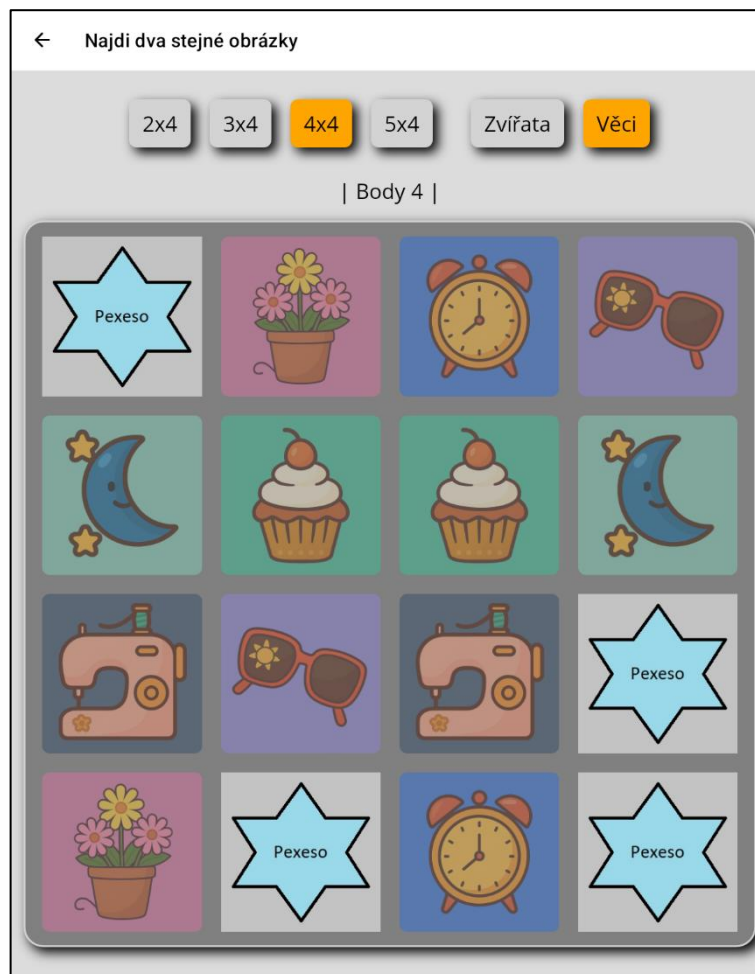 Najdi dva stejné obrázky
2x4 3x4 4x4 5x4 Zvířata Věci
| Body 4 |
Pexeso
Pexeso
Pexeso
Pexeso